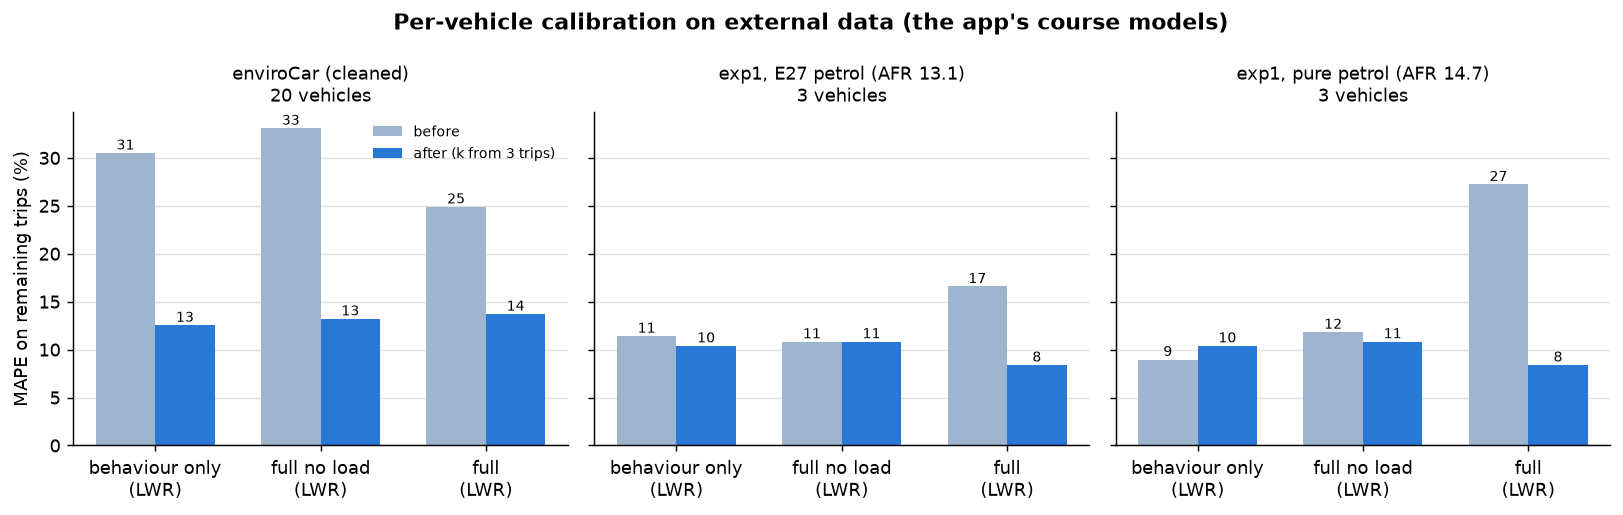 Per-vehicle calibration on external data (the app's course models)
enviroCar (cleaned)
20 vehicles
MAPE on remaining trips (%)
30
25
20
15
10
5
0
before
after (k from 3 trips)
31
13
33
13
25
14
behaviour only
(LWR)
full no load
(LWR)
full
(LWR)
exp1, E27 petrol (AFR 13.1)
3 vehicles
11
10
11
11
17
8
behaviour only
(LWR)
full no load
(LWR)
full
(LWR)
exp1, pure petrol (AFR 14.7)
3 vehicles
9
10
12
11
27
8
behaviour only
(LWR)
full no load
(LWR)
full
(LWR)